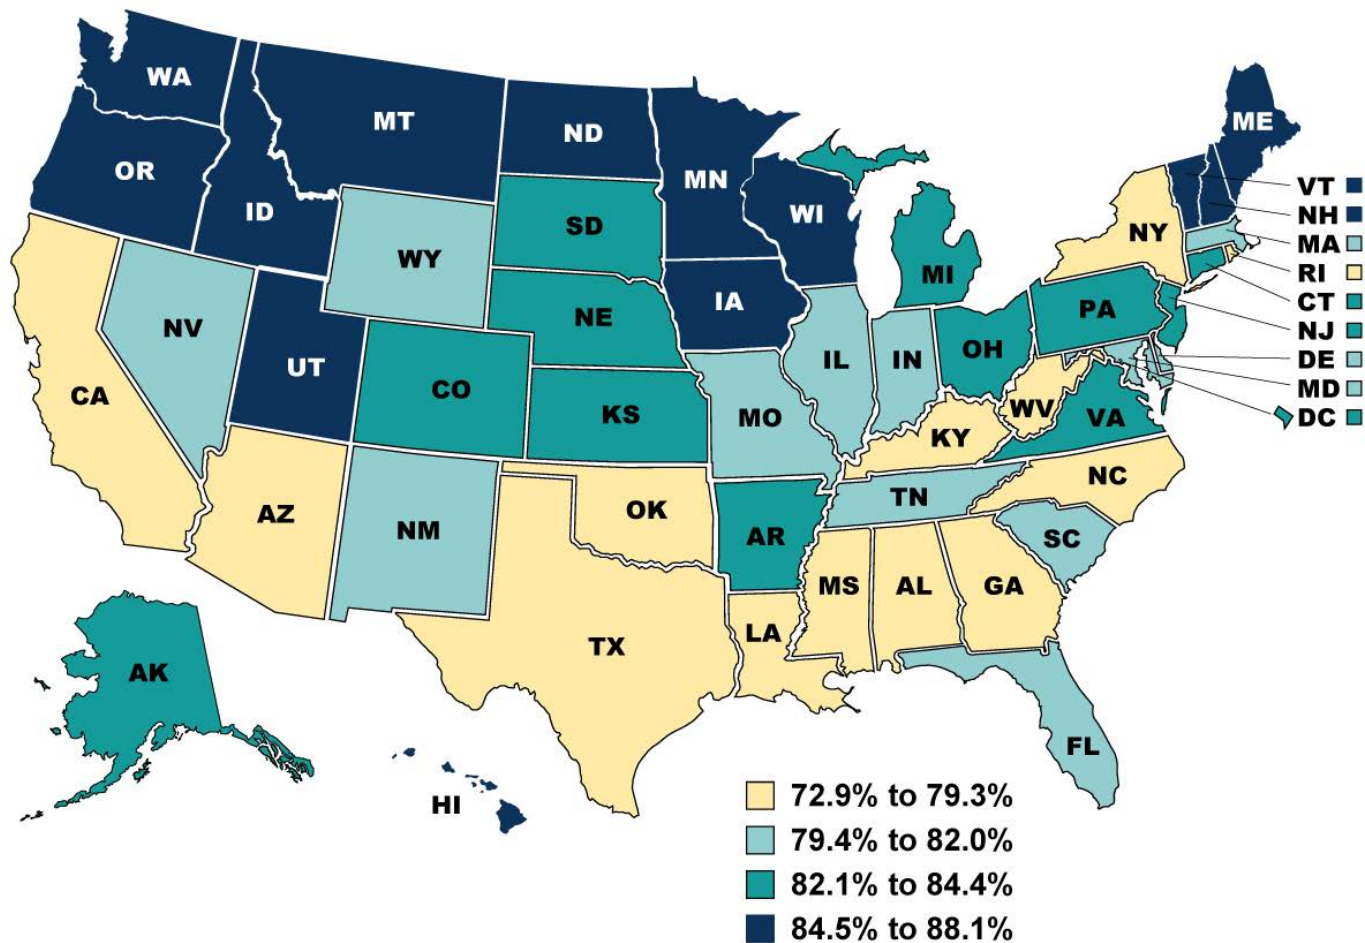 WA
MT
ND
ME
OR
MN
VT
ID
WI
NH
SD
NY
MA
WY
MI
RI
IA
CT
NV
NE
PA
NJ
UT
IL
IN
OH
DE
CO
MD
CA
KS
MO
WV
VA
DC
KY
NC
TN
AZ
OK
NM
AR
SC
MS
AL
GA
LA
TX
AK
FL
HI
72.9% to 79.3%
79.4% to 82.0%
82.1% to 84.4%
84.5% to 88.1%